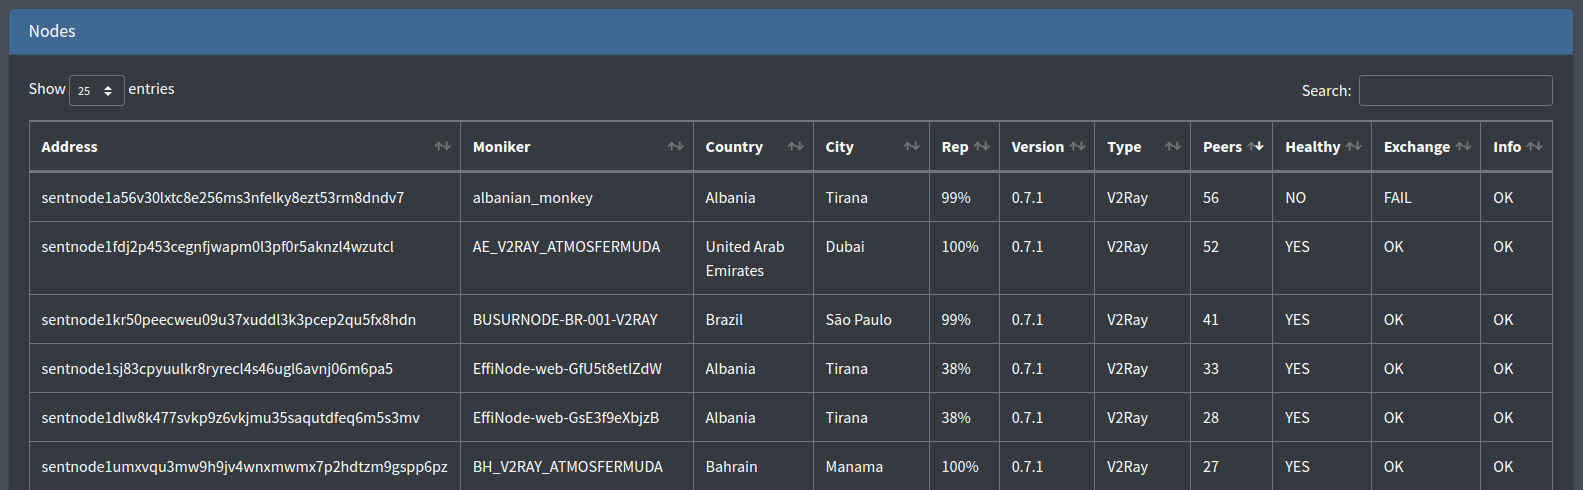 Nodes
Show 25 entries
Search:
Address Moniker Country City Rep Version Type Peers Healthy Exchange Info
sentnode1a56v30lxtc8e256ms3nfelky8ezt53rm8dndv7 albanian_monkey Albania Tirana 99% 0.7.1 V2Ray 56 NO FAIL OK
sentnode1fdj2p453cegnfjwapm0l3pf0r5aknzl4wzutcl AE_V2RAY_ATMOSFERMUDA United Arab Dubai 100% 0.7.1 V2Ray 52 YES OK OK
Emirates
sentnode1kr50peecweu09u37xuddl3k3pcep2qu5fx8hdn BUSURNODE-BR-001-V2RAY Brazil São Paulo 99% 0.7.1 V2Ray 41 YES OK OK
sentnode1sj83cpyuulkr8ryrecl4s46ugl6avnj06m6pa5 EffiNode-web-GfU5t8etIZdW Albania Tirana 38% 0.7.1 V2Ray 33 YES OK OK
sentnode1dlw8k477svkp9z6vkjmu35saqutdfeq6m5s3mv EffiNode-web-GsE3f9eXbjzB Albania Tirana 38% 0.7.1 V2Ray 28 YES OK OK
sentnode1umxvqu3mw9h9jv4wnxmwmx7p2hdtzm9gspp6pz BH_V2RAY_ATMOSFERMUDA Bahrain Manama 100% 0.7.1 V2Ray 27 YES OK OK